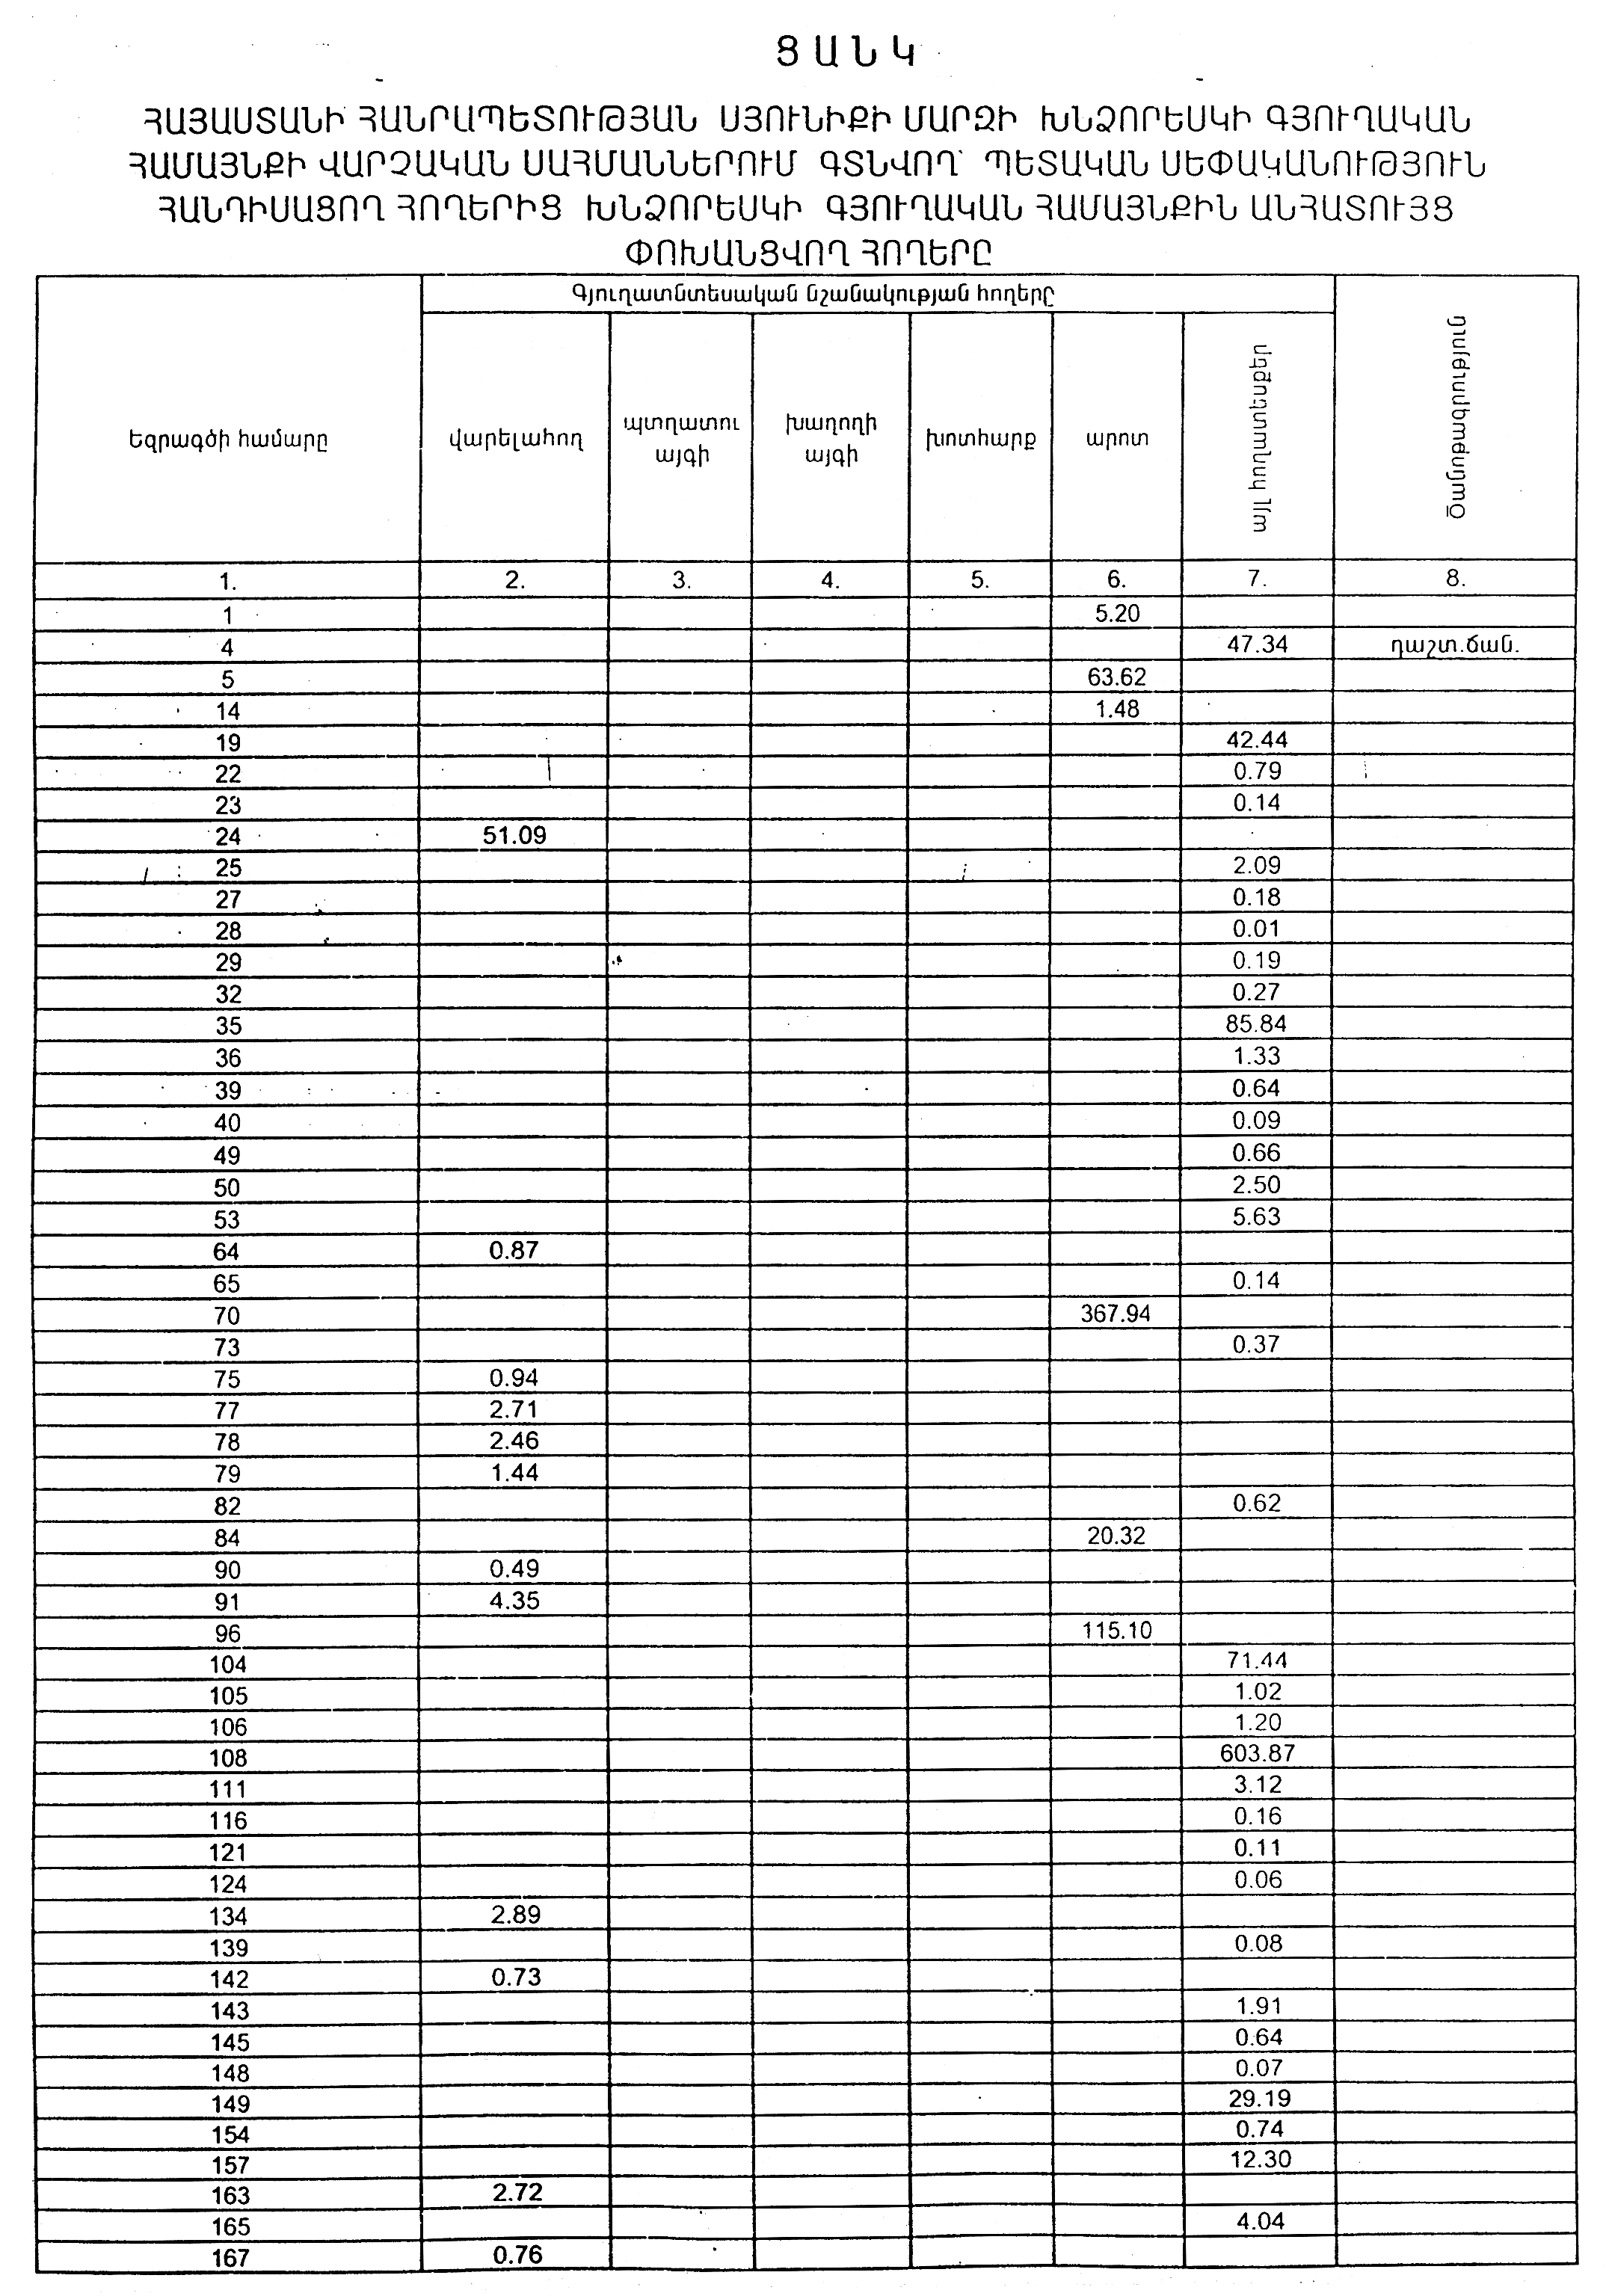 ՑԱՆԿ
ՀԱՅԱՍՏԱՆԻ ՀԱՆՐԱՊԵՏՈՒԹՅԱՆ ՍՅՈՒՆԻՔԻ ՄԱՐԶԻ ԽՆՁՈՐԵՍԿԻ ԳՅՈՒՂԱԿԱՆ
ՀԱՄԱՅՆՔԻ ՎԱՐՉԱԿԱՆ ՍԱՀՄԱՆՆԵՐՈՒՄ ԳՏՆՎՈՂ՝ ՊԵՏԱԿԱՆ ՍԵՓԱԿԱՆՈՒԹՅՈՒՆ
ՀԱՆԴԻՍԱՑՈՂ ՀՈՂԵՐԻՑ ԽՆՁՈՐԵՍԿԻ ԳՅՈՒՂԱԿԱՆ ՀԱՄԱՅՆՔԻՆ ԱՆՀԱՏՈՒՅՑ
ՓՈԽԱՆՑՎՈՂ ՀՈՂԵՐԸ
Գյուղատնտեսական նշանակության հողերը
Եզրագծի համարը
վարելահող
պտղատու
այգի
խաղողի
այգի
խոտհարք
արոտ
այլ հողատեսքեր
Ծանոթագրություն
1. 2. 3. 4. 5. 6. 7. 8.
1 5.20
4 47.34 դաշտ.ճան.
5 63.62
14 1.48
19 42.44
22 0.79
23 0.14
24 51.09
25 2.09
27 0.18
28 0.01
29 0.19
32 0.27
35 85.84
36 1.33
39 0.64
40 0.09
49 0.66
50 2.50
53 5.63
64 0.87
65 0.14
70 367.94
73 0.37
75 0.94
77 2.71
78 2.46
79 1.44
82 0.62
84 20.32
90 0.49
91 4.35
96 115.10
104 71.44
105 1.02
106 1.20
108 603.87
111 3.12
116 0.16
121 0.11
124 0.06
134 2.89
139 0.08
142 0.73
143 1.91
145 0.64
148 0.07
149 29.19
154 0.74
157 12.30
163 2.72
165 4.04
167 0.76